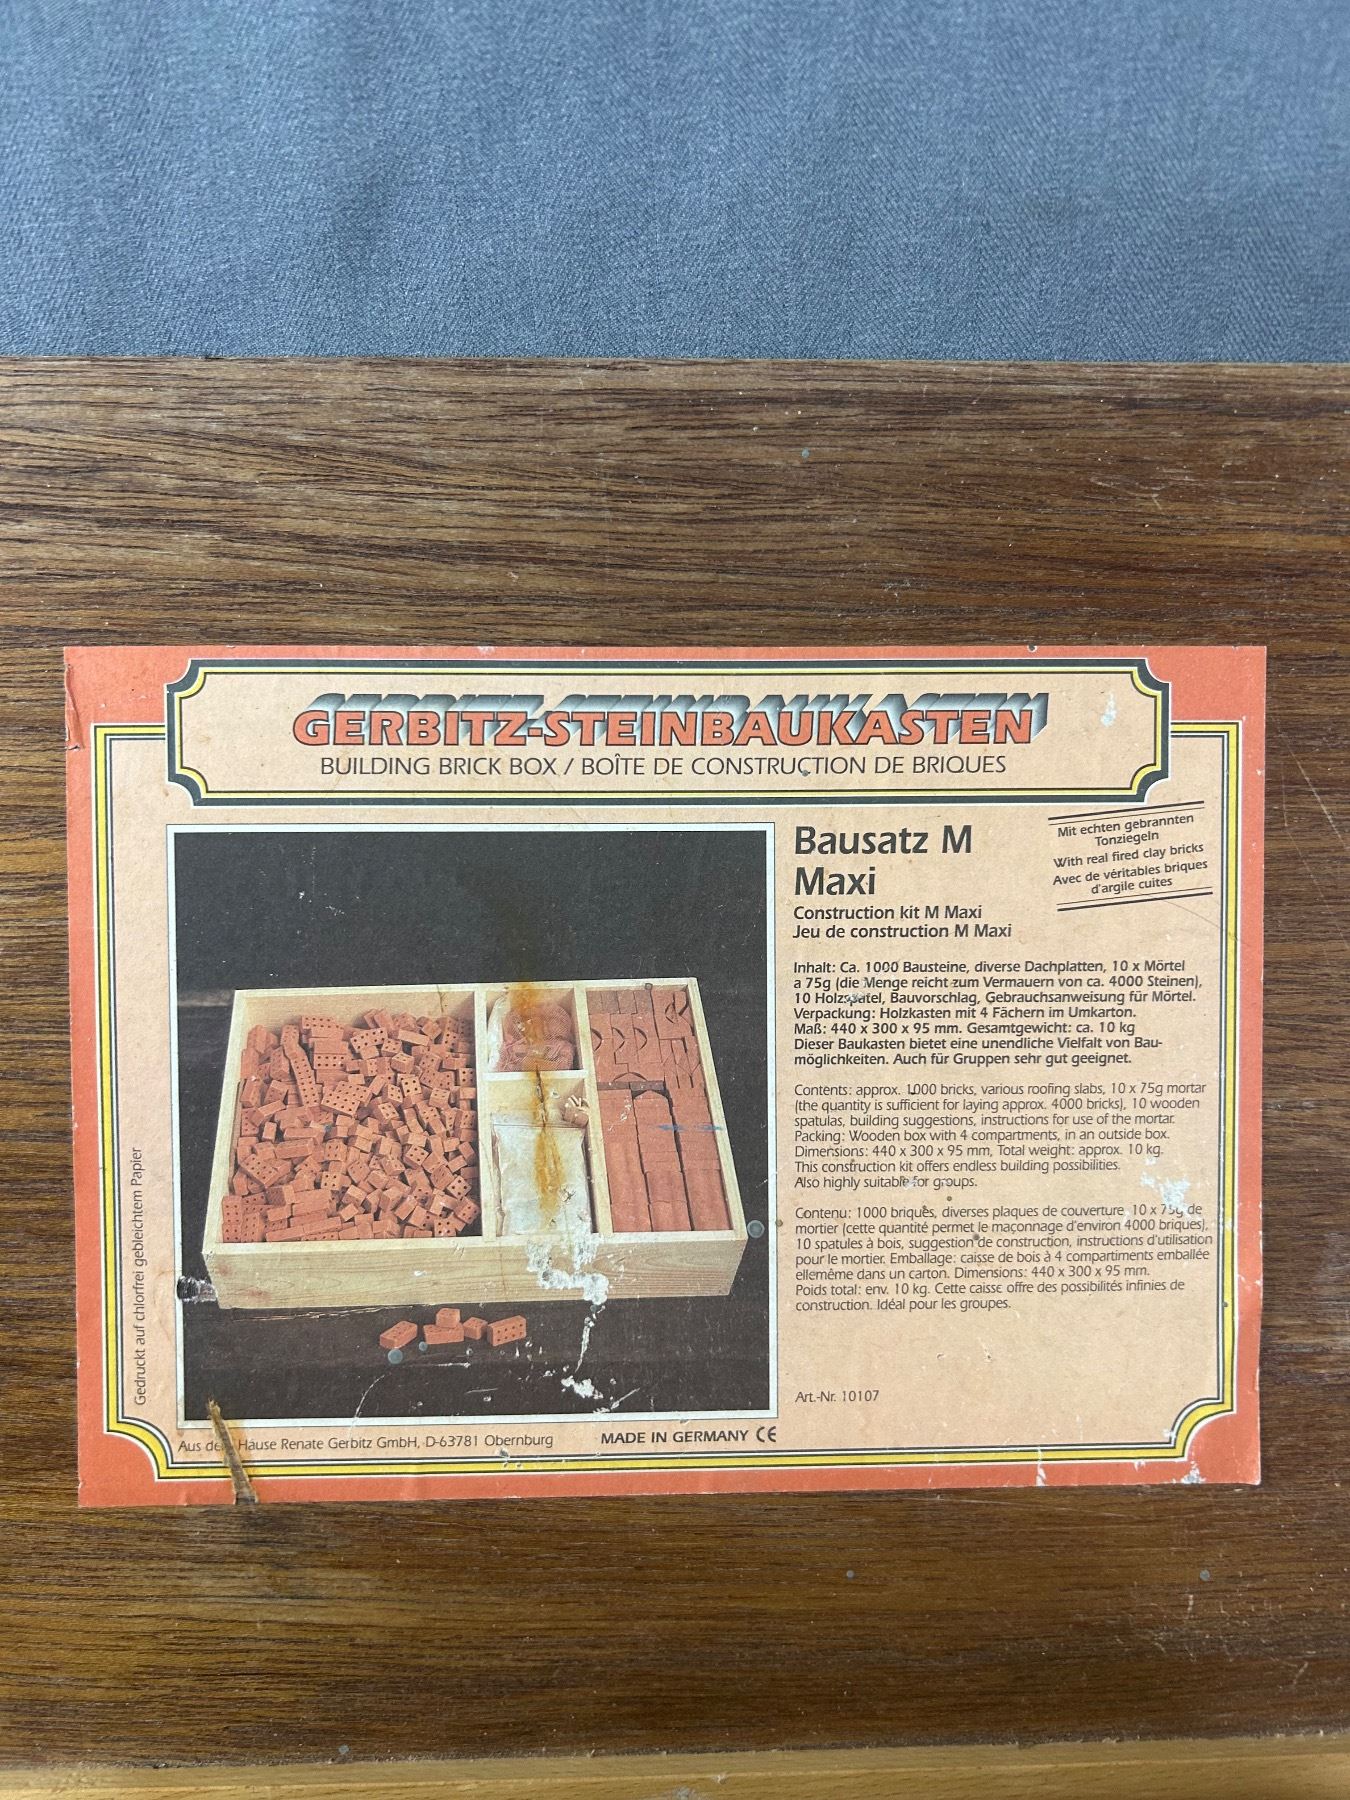 GERBITZ-STEINBAUKASTEN
BUILDING BRICK BOX / BOÎTE DE CONSTRUCTION DE BRIQUES
Bausatz M
Maxi
Construction kit M Maxi
Jeu de construction M Maxi
Mit echten gebrannten
Tonziegeln
With real fired clay bricks
Avec de véritables briques
d'argile cuites
Inhalt: Ca. 1000 Bausteine, diverse Dachplatten, 10 x Mörtel
a 75g (die Menge reicht zum Vermauern von ca. 4000 Steinen),
10 Holzspatel, Bauvorschlag, Gebrauchsanweisung für Mörtel.
Verpackung: Holzkasten mit 4 Fächern im Umkarton.
Maß: 440 x 300 x 95 mm. Gesamtgewicht: ca. 10 kg
Dieser Baukasten bietet eine unendliche Vielfalt von Bau-
möglichkeiten. Auch für Gruppen sehr gut geeignet.
Contents: approx. 1000 bricks, various roofing slabs, 10 x 75g mortar
(the quantity is sufficient for laying approx. 4000 bricks), 10 wooden
spatulas, building suggestions, instructions for use of the mortar.
Packing: Wooden box with 4 compartments, in an outside box.
Dimensions: 440 x 300 x 95 mm, Total weight: approx. 10 kg.
This construction kit offers endless building possibilities.
Also highly suitable for groups.
Contenu: 1000 briques, diverses plaques de couverture, 10 x 75g de
mortier (cette quantité permet le maçonnage d'environ 4000 briques),
10 spatules à bois, suggestion de construction, instructions d'utilisation
pour le mortier. Emballage: caisse de bois à 4 compartiments emballée
ellemême dans un carton. Dimensions: 440 x 300 x 95 mm.
Poids total: env. 10 kg. Cette caisse offre des possibilités infinies de
construction. Idéal pour les groupes.
Art.-Nr. 10107
Gedruckt auf chlorfrei gebleichtem Papier
Aus dem Hause Renate Gerbitz GmbH, D-63781 Obernburg
MADE IN GERMANY CE